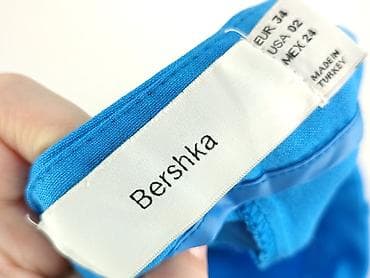 Bershka
EUR 34
USA 02
MEX 24
MADE IN
TURKEY